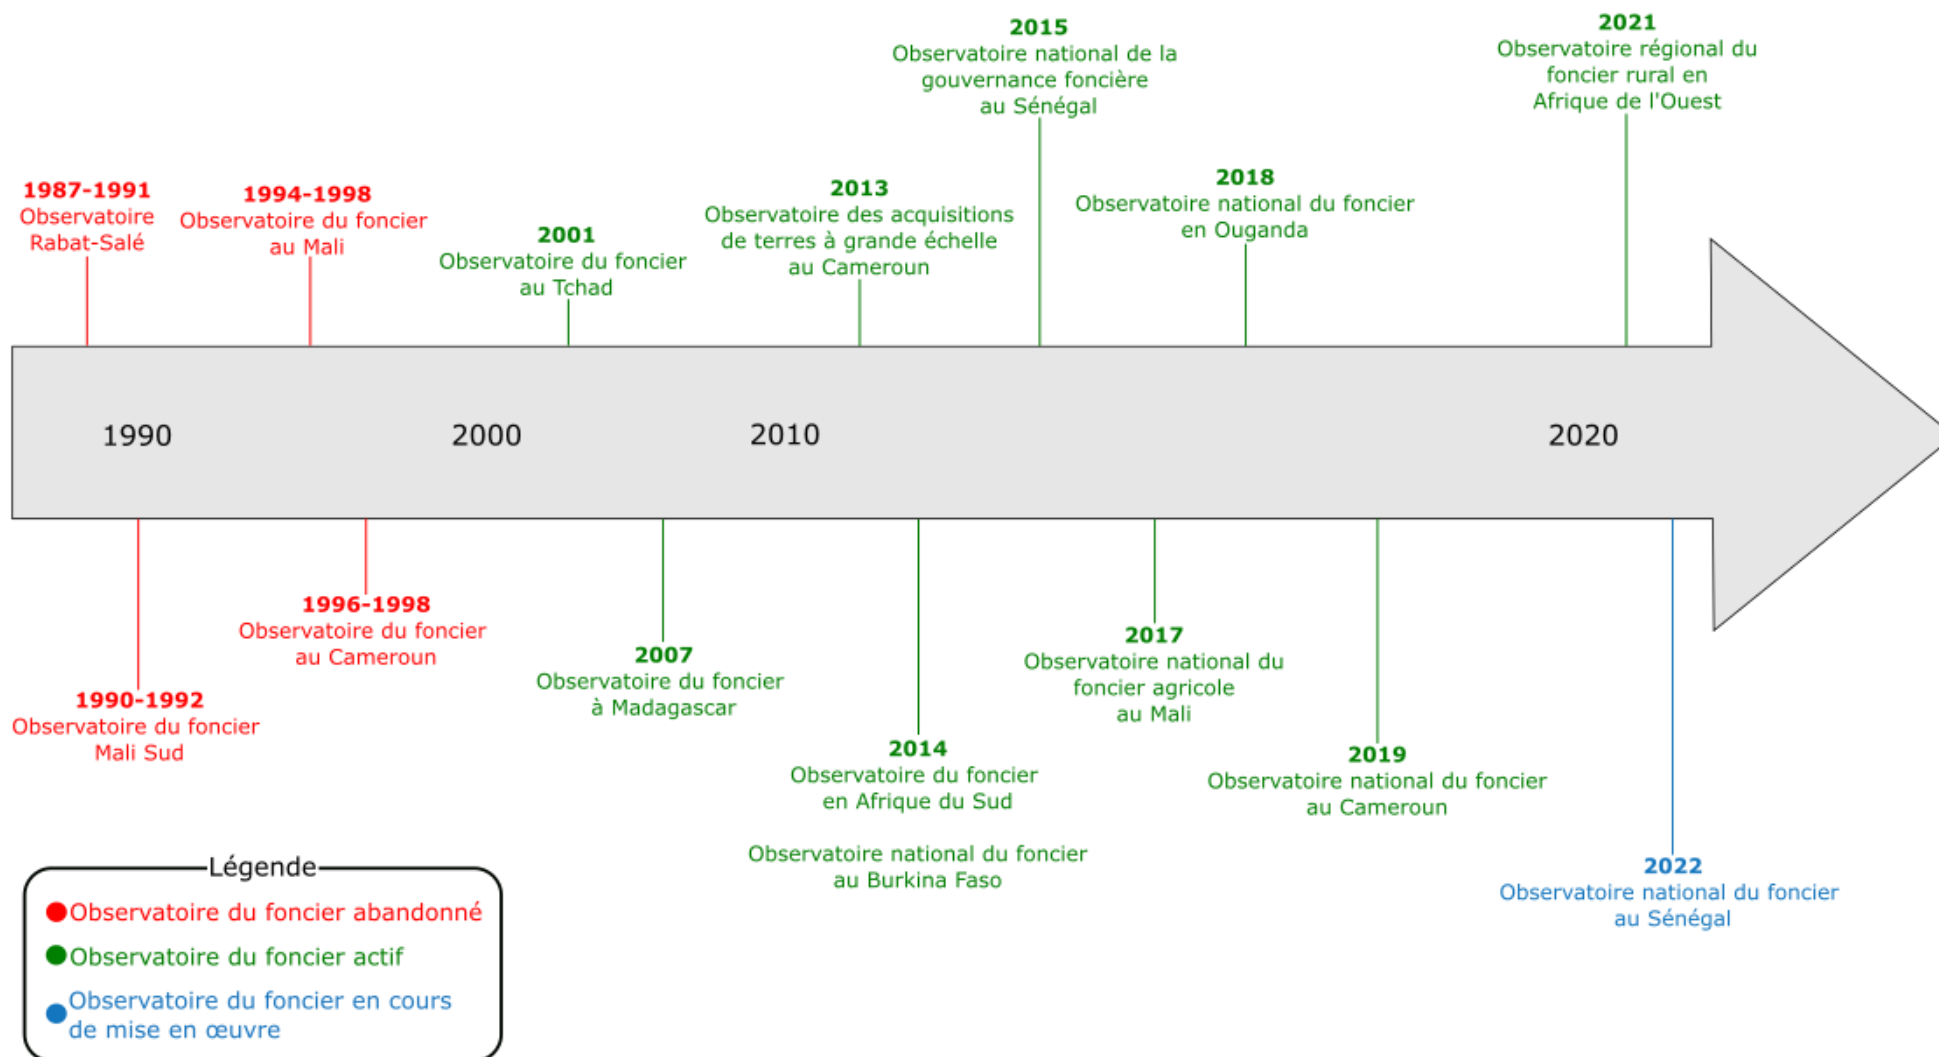 2015
Observatoire national de la
gouvernance foncière
au Sénégal
2021
Observatoire régional du
foncier rural en
Afrique de l'Ouest
1987-1991
Observatoire
Rabat-Salé
1994-1998
Observatoire du foncier
au Mali
2001
Observatoire du foncier
au Tchad
2013
Observatoire des acquisitions
de terres à grande échelle
au Cameroun
2018
Observatoire national du foncier
en Ouganda
1990
2000
2010
2020
1990-1992
Observatoire du foncier
Mali Sud
1996-1998
Observatoire du foncier
au Cameroun
2007
Observatoire du foncier
à Madagascar
2014
Observatoire du foncier
en Afrique du Sud
Observatoire national du foncier
au Burkina Faso
2017
Observatoire national du
foncier agricole
au Mali
2019
Observatoire national du foncier
au Cameroun
2022
Observatoire national du foncier
au Sénégal
Légende
Observatoire du foncier abandonné
Observatoire du foncier actif
Observatoire du foncier en cours
de mise en œuvre